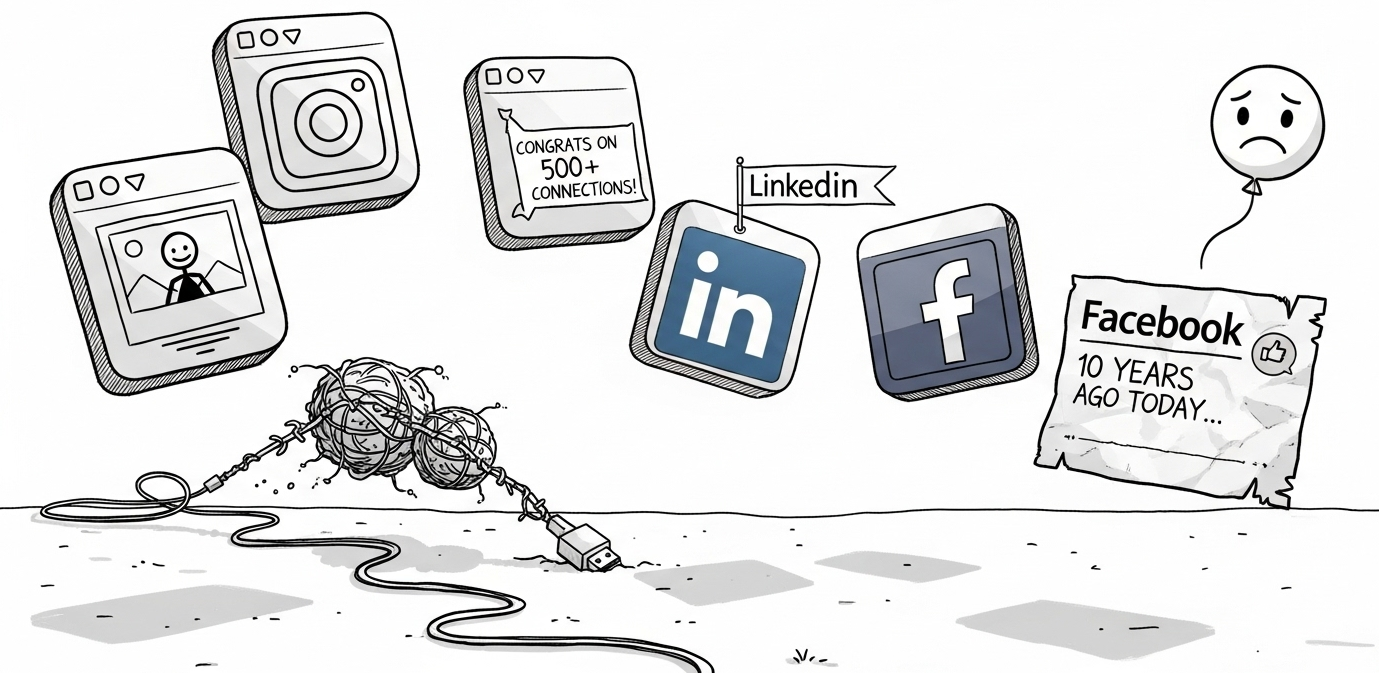 CONGRATS ON
500+
CONNECTIONS!
Linkedin
in
f
Facebook
10 YEARS
AGO TODAY...